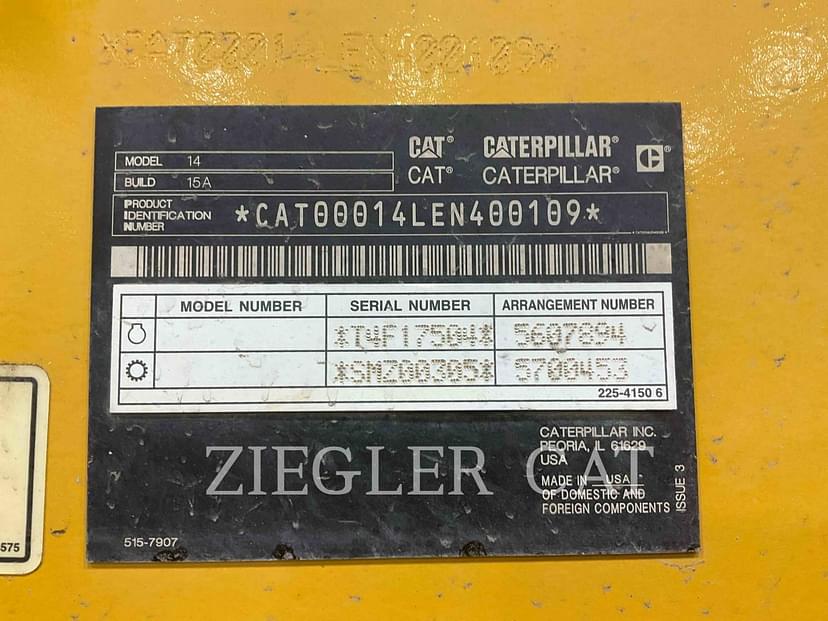 *CAT00014LEN400109*
CAT® CATERPILLAR®
CAT® CATERPILLAR®
MODEL 14
BUILD 15A
PRODUCT IDENTIFICATION NUMBER *CAT00014LEN400109*
MODEL NUMBER SERIAL NUMBER ARRANGEMENT NUMBER
*T4F17504* 5607894
*SMZ00305* 5700453
225-4150 6
CATERPILLAR INC.
PEORIA, IL 61629
USA
MADE IN USA
OF DOMESTIC AND
FOREIGN COMPONENTS
ISSUE 3
ZIEGLER CAT
515-7907
575